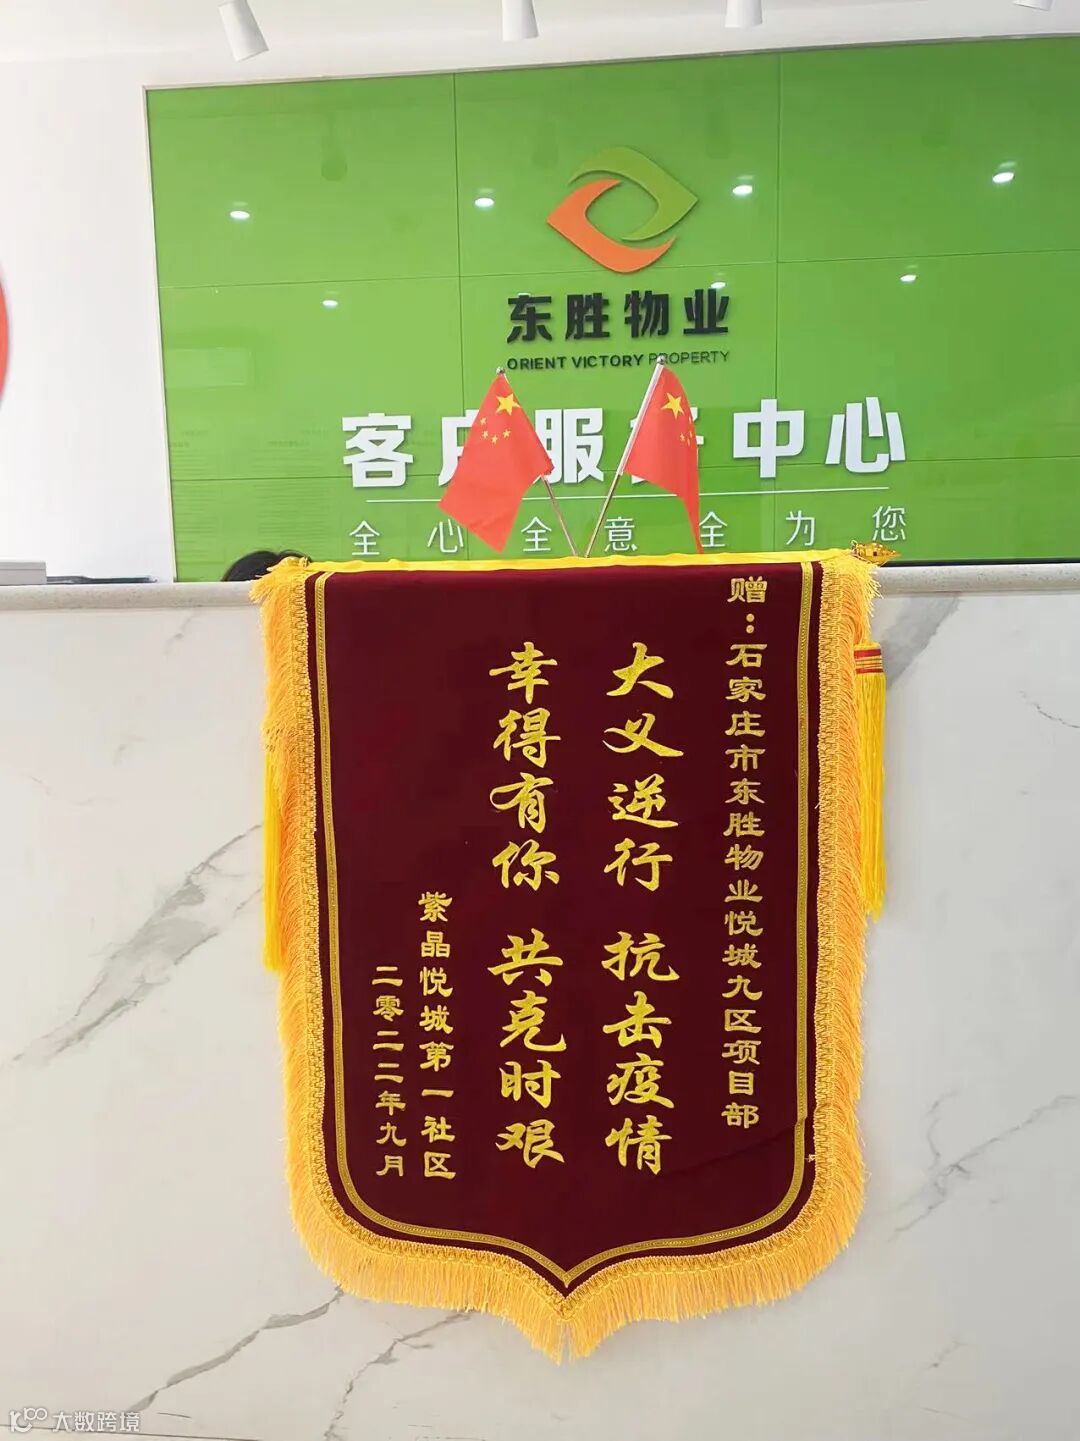 东胜物业
ORIENT VICTORY PROPERTY
客户服务中心
全心全意全为您
赠：石家庄市东胜物业悦城九区项目部
大义逆行 抗击疫情
幸得有你 共克时艰
紫晶悦城第一社区
二零二二年九月
大数跨境